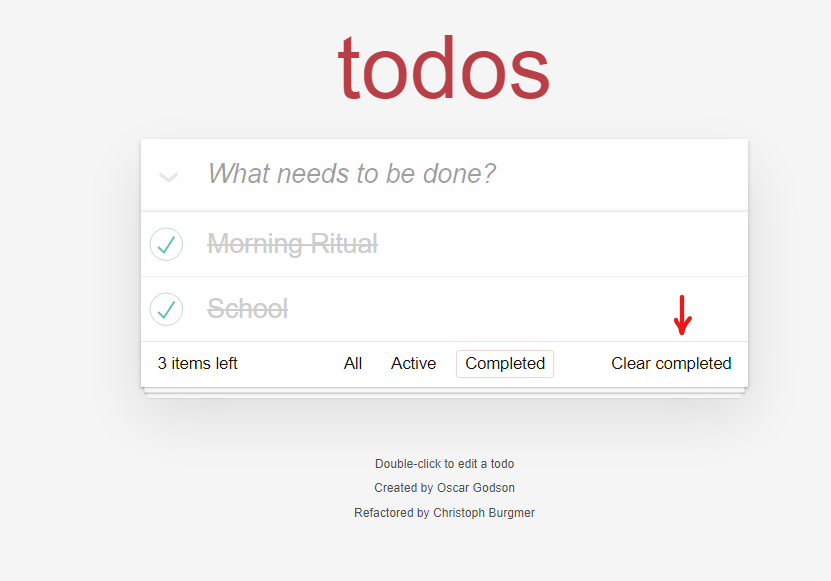 todos
What needs to be done?
Morning Ritual
School
3 items left All Active Completed Clear completed
Double-click to edit a todo
Created by Oscar Godson
Refactored by Christoph Burgmer